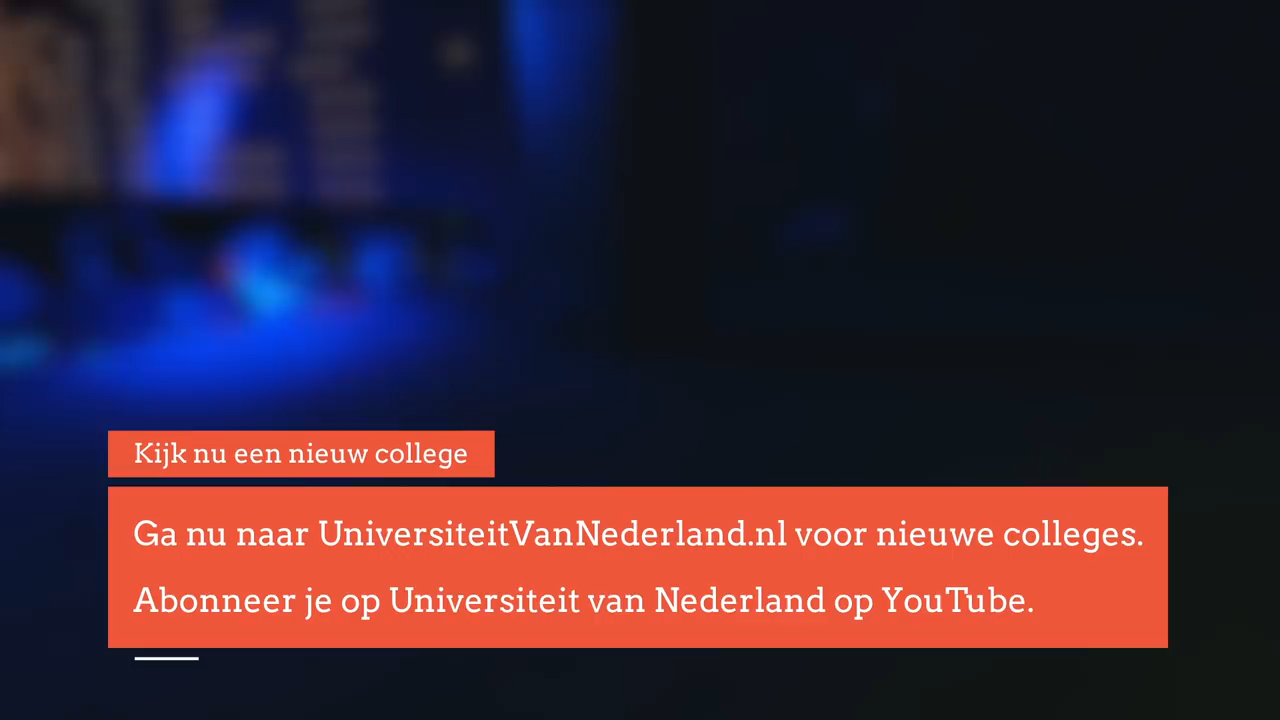 Kijk nu een nieuw college
Ga nu naar UniversiteitVanNederland.nl voor nieuwe colleges.
Abonneer je op Universiteit van Nederland op YouTube.